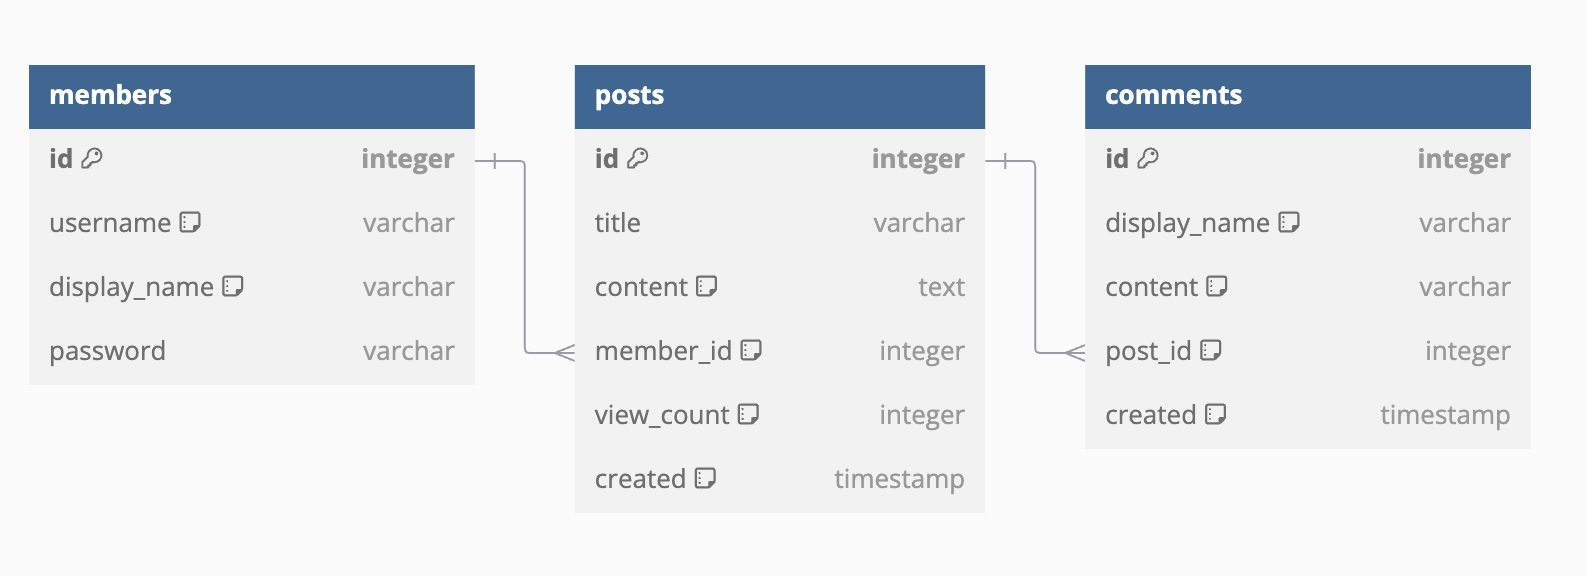 members
id integer
username varchar
display_name varchar
password varchar
posts
id integer
title varchar
content text
member_id integer
view_count integer
created timestamp
comments
id integer
display_name varchar
content varchar
post_id integer
created timestamp